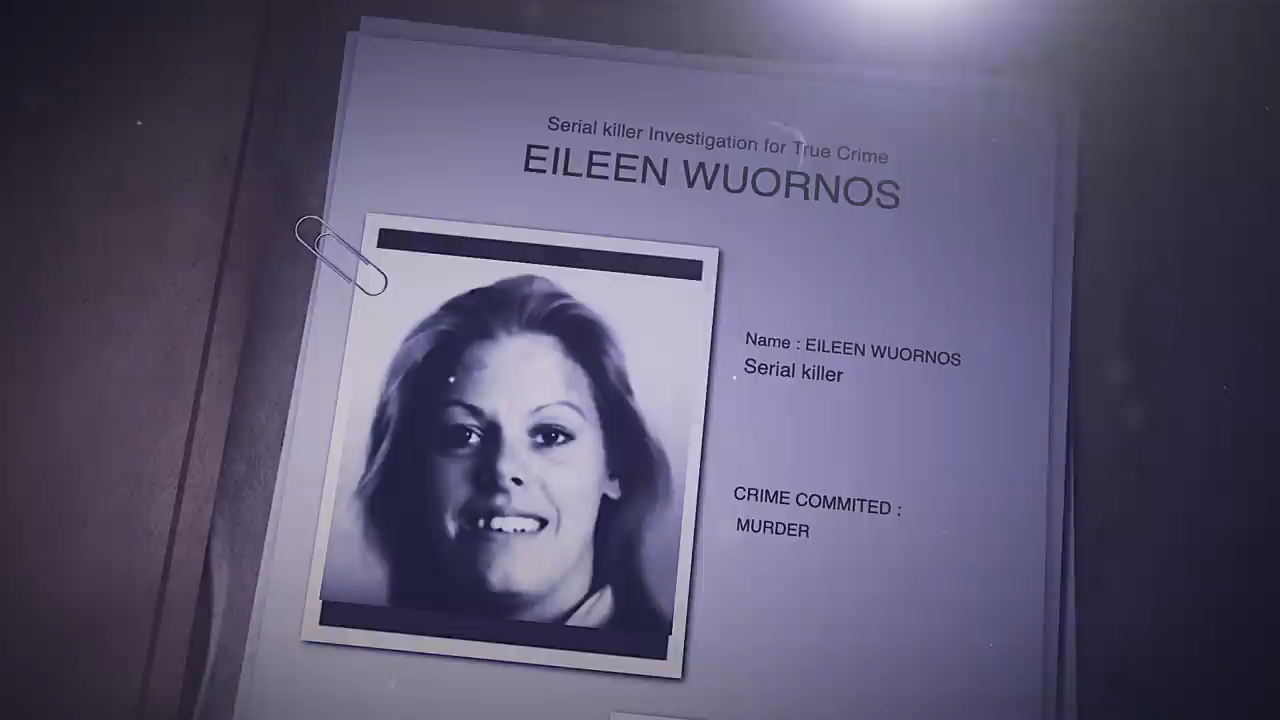 Serial killer Investigation for True Crime
EILEEN WUORNOS
Name : EILEEN WUORNOS
Serial killer
CRIME COMMITED :
MURDER